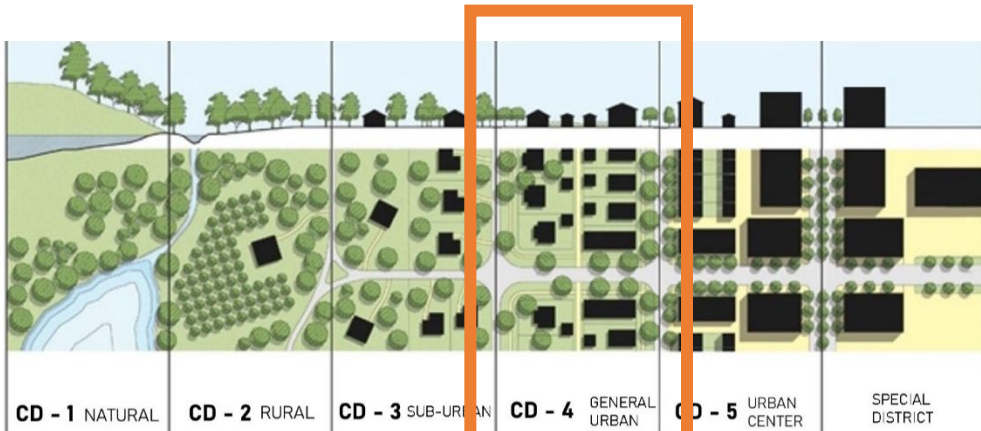 CD - 1 NATURAL
CD - 2 RURAL
CD - 3 SUB-URBAN
CD - 4 GENERAL
URBAN
CD - 5 URBAN
CENTER
SPECIAL
DISTRICT